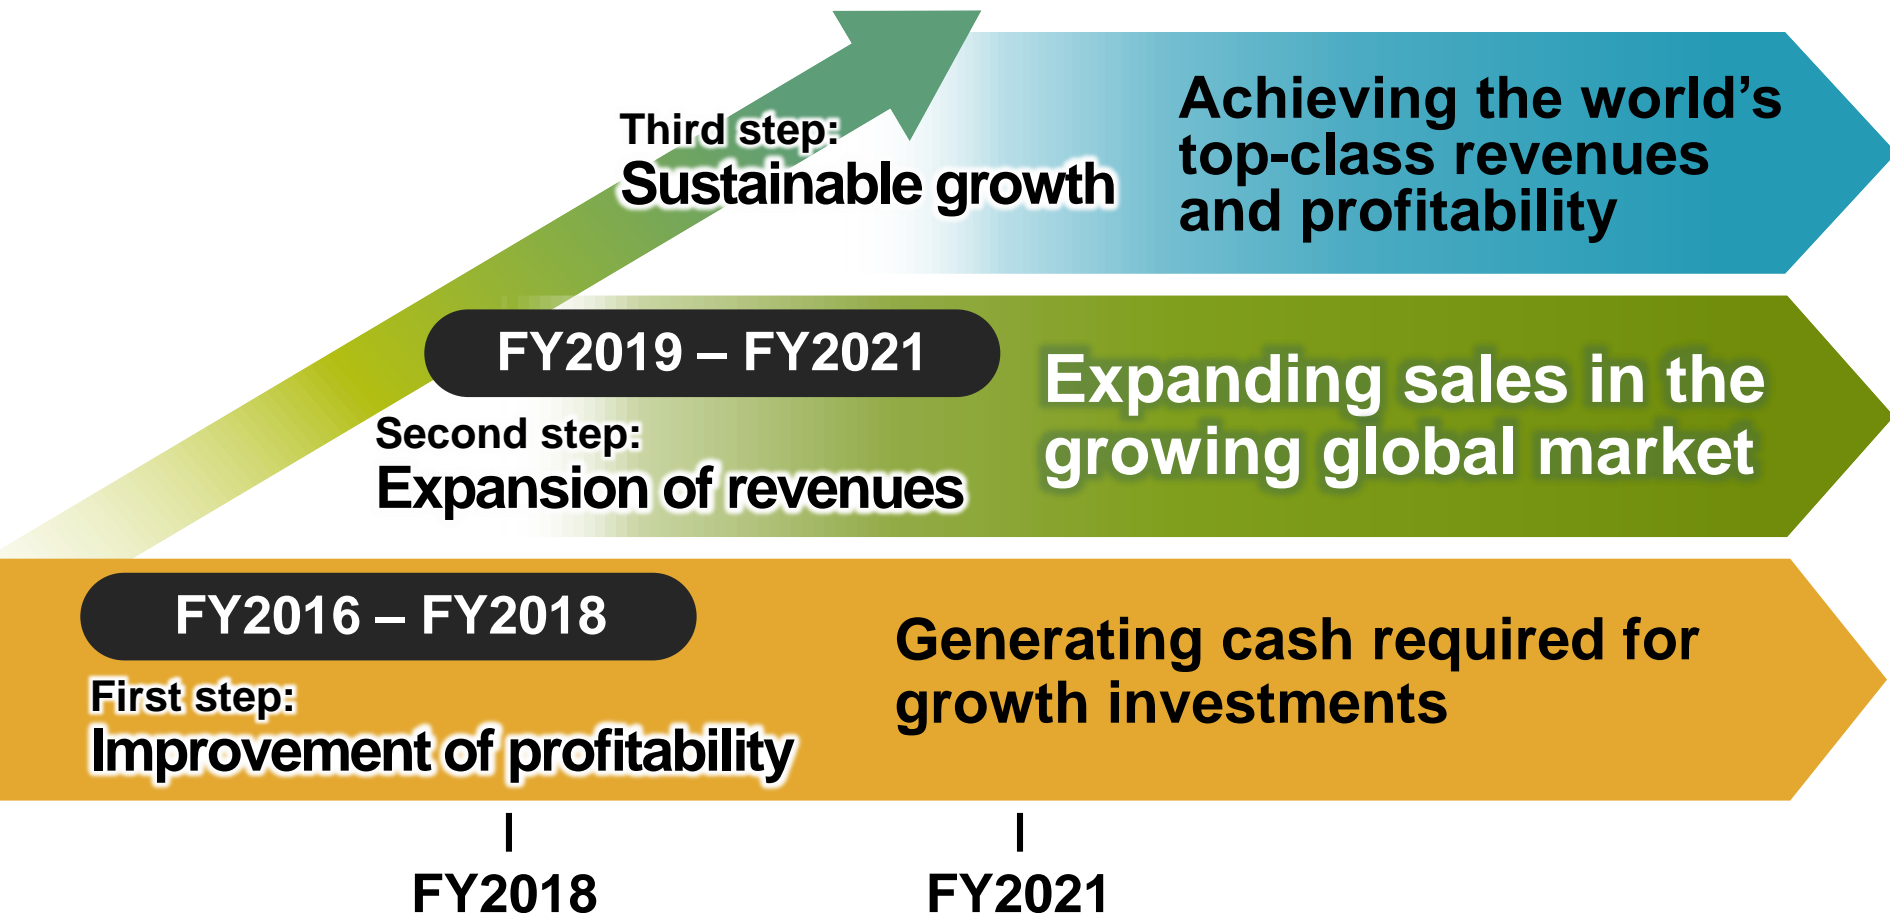 Third step:
Sustainable growth
Achieving the world’s
top-class revenues
and profitability
FY2019 – FY2021
Second step:
Expansion of revenues
Expanding sales in the
growing global market
FY2016 – FY2018
First step:
Improvement of profitability
Generating cash required for
growth investments
FY2018
FY2021